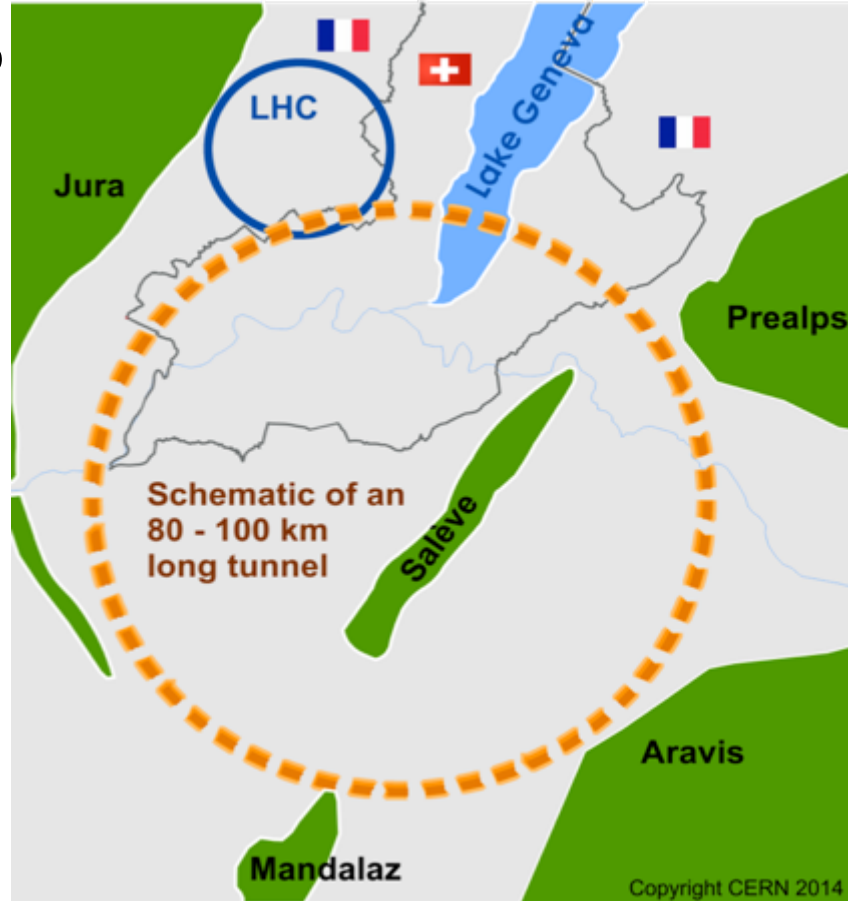 LHC
Lake Geneva
Jura
Prealps
Schematic of an
80 - 100 km
long tunnel
Salève
Aravis
Mandalaz
Copyright CERN 2014